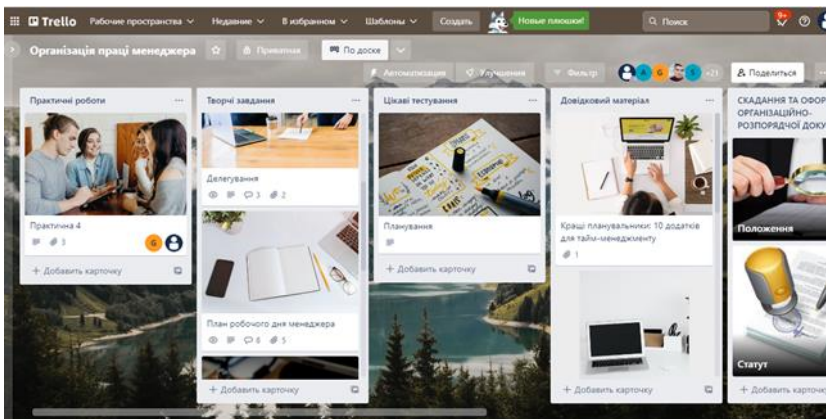 Trello Рабочие пространства Недавние В избранном Шаблоны Создать Новые плюшки! Поиск 9+
Організація праці менеджера Приватная По доске
Автоматизация Улучшения Фильтр +21 Поделиться
Практичні роботи
Практична 4
3
G
+ Добавить карточку
Творчі завдання
Делегування
3 2
План робочого дня менеджера
6 5
+ Добавить карточку
Цікаві тестування
Планування
+ Добавить карточку
Довідковий матеріал
Кращі планувальники: 10 додатків
для тайм-менеджменту
1
+ Добавить карточку
СКАДАННЯ ТА ОФОР
ОРГАНІЗАЦІЙНО-
РОЗПОРЯДЧОЇ ДОКУ
Положення
Статут
+ Добавить карточк